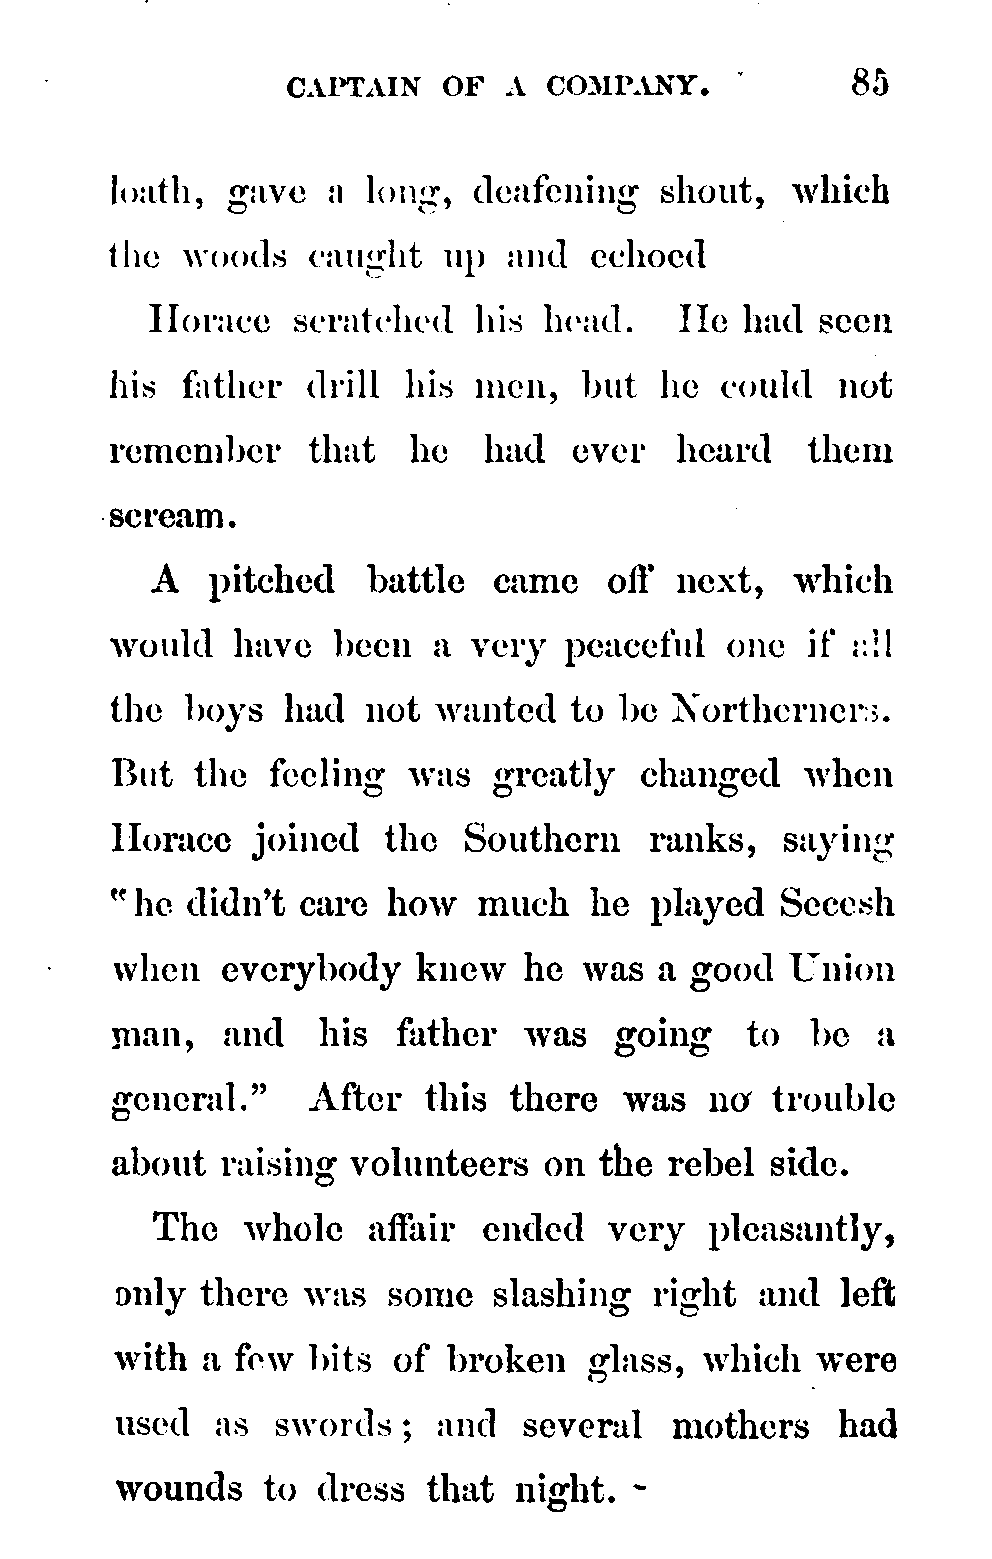 CAPTAIN OF A COMPANY. 85
loath, gave a long, deafening shout, which
the woods caught up and echoed
Horace scratched his head. He had seen
his father drill his men, but he could not
remember that he had ever heard them
scream.
A pitched battle came off next, which
would have been a very peaceful one if all
the boys had not wanted to be Northerners.
But the feeling was greatly changed when
Horace joined the Southern ranks, saying
"he didn't care how much he played Secesh
when everybody knew he was a good Union
man, and his father was going to be a
general." After this there was no trouble
about raising volunteers on the rebel side.
The whole affair ended very pleasantly,
only there was some slashing right and left
with a few bits of broken glass, which were
used as swords; and several mothers had
wounds to dress that night.